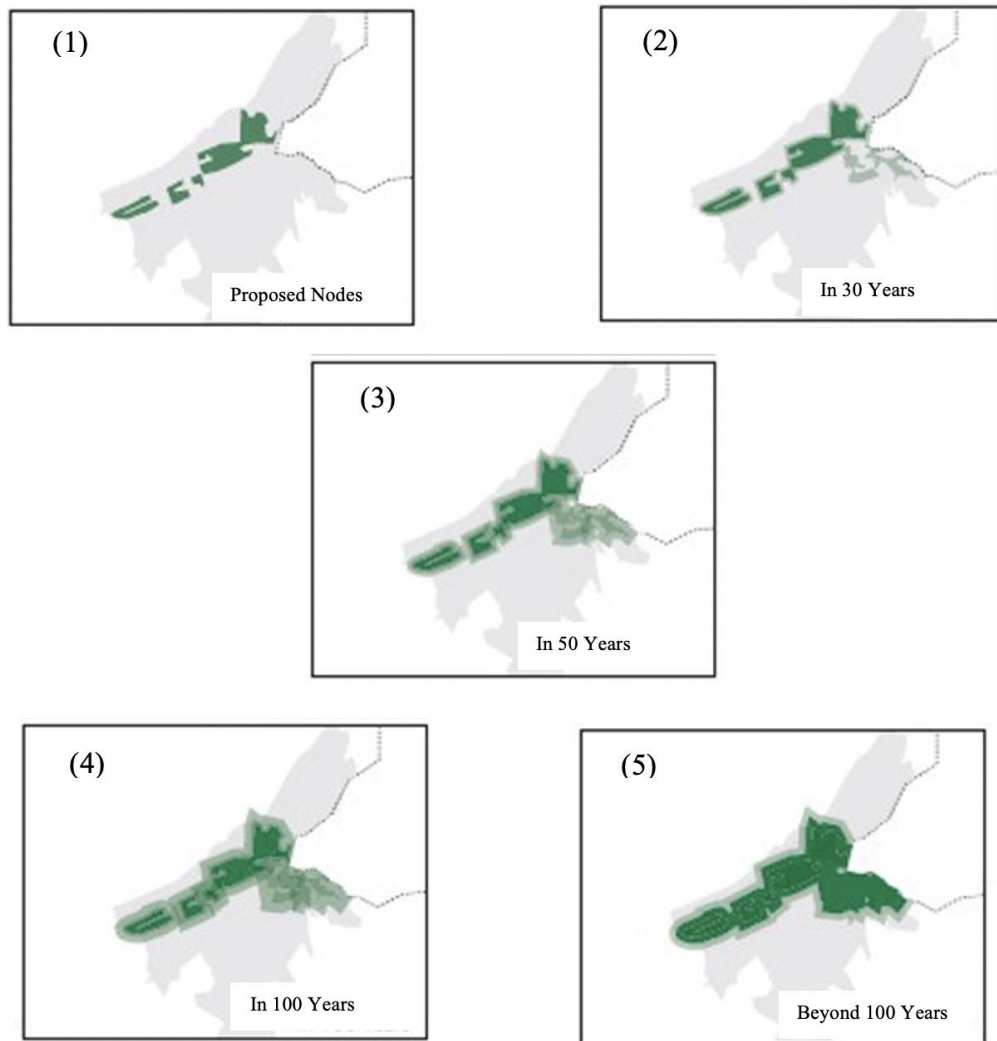 (1)
Proposed Nodes
(2)
In 30 Years
(3)
In 50 Years
(4)
In 100 Years
(5)
Beyond 100 Years